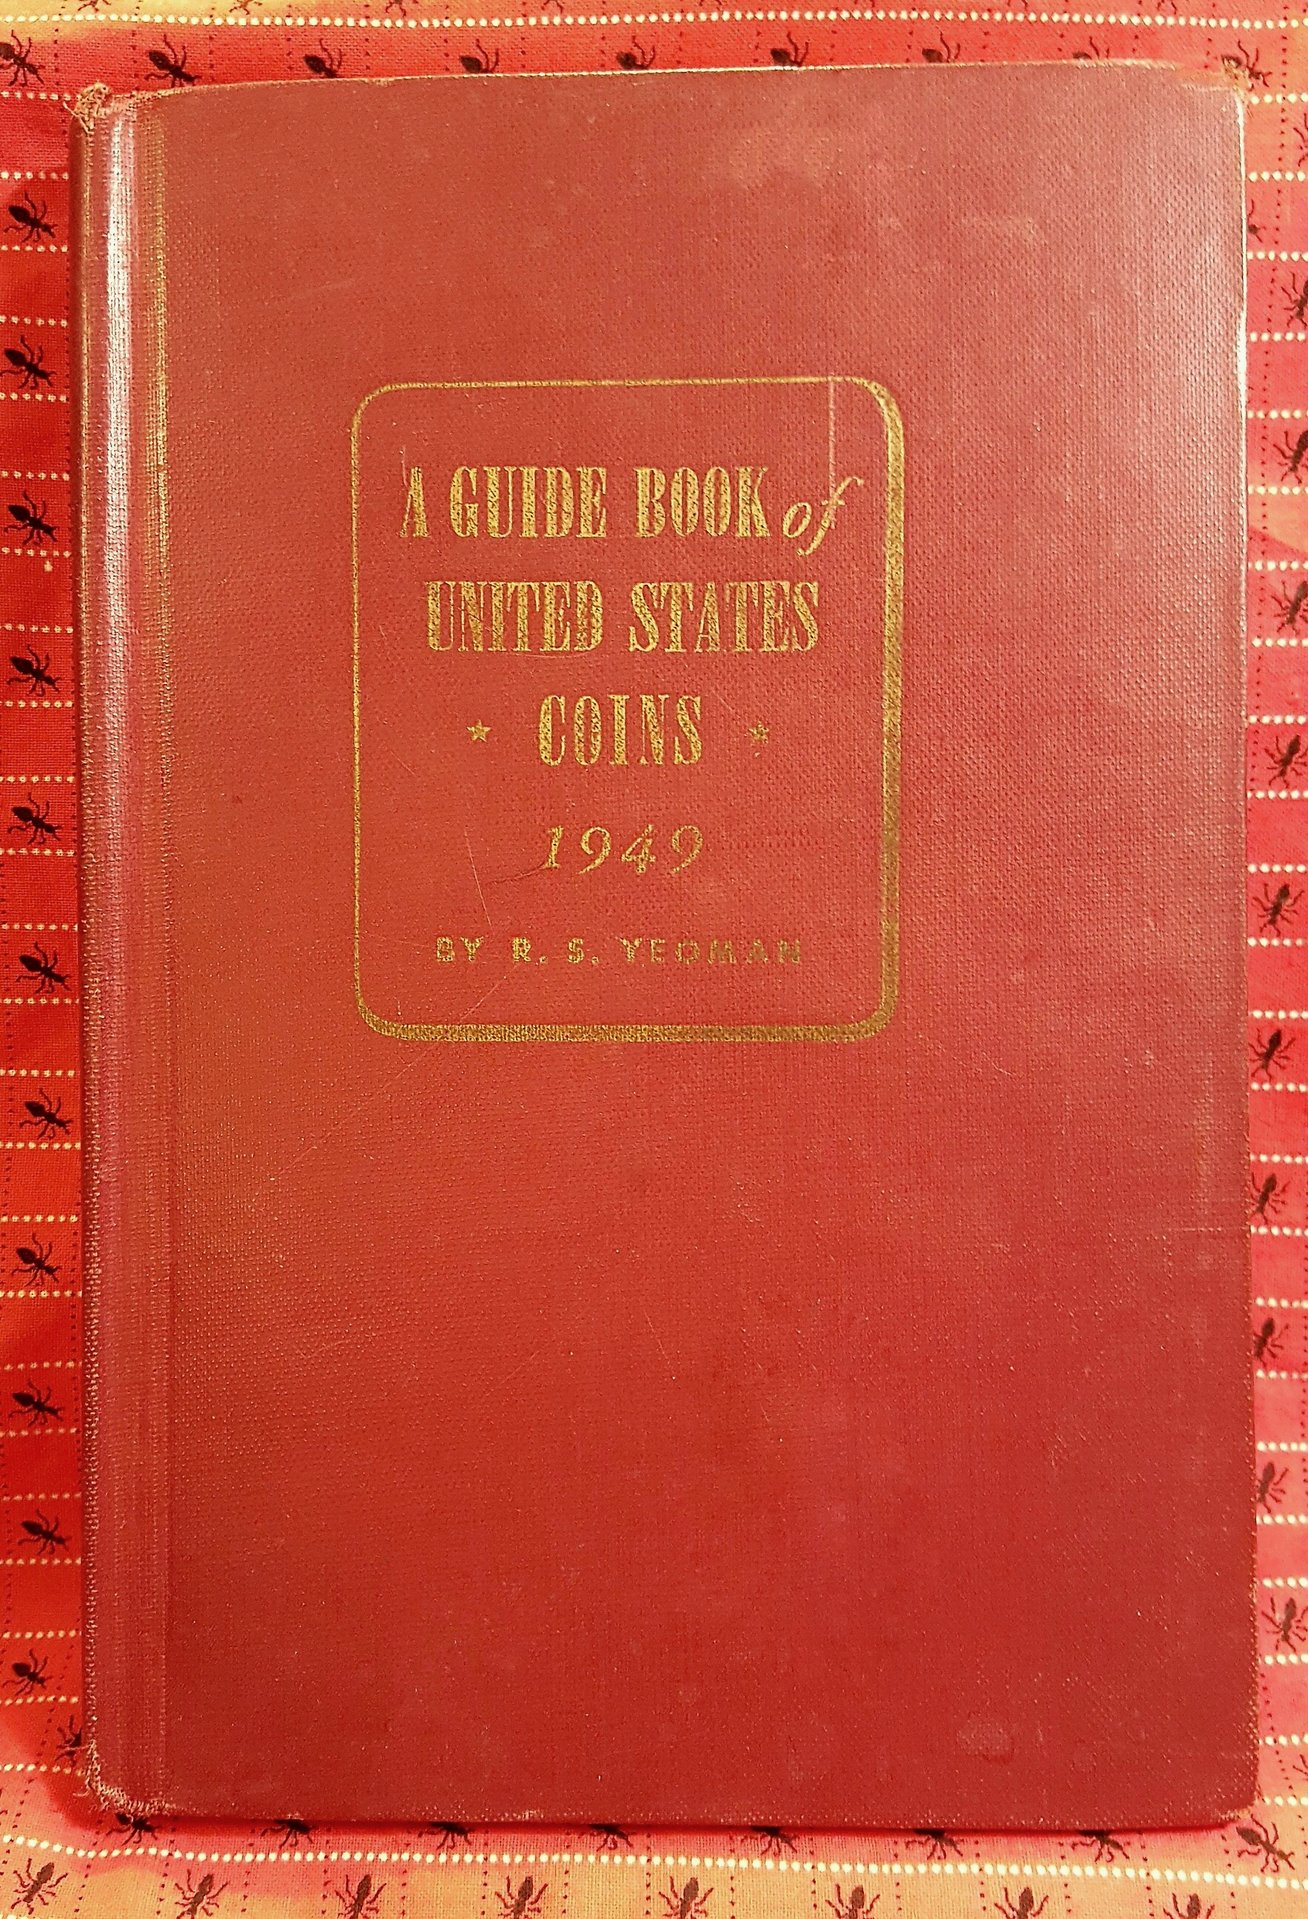 A GUIDE BOOK of
UNITED STATES
COINS
1949
BY R. S. YEOMAN